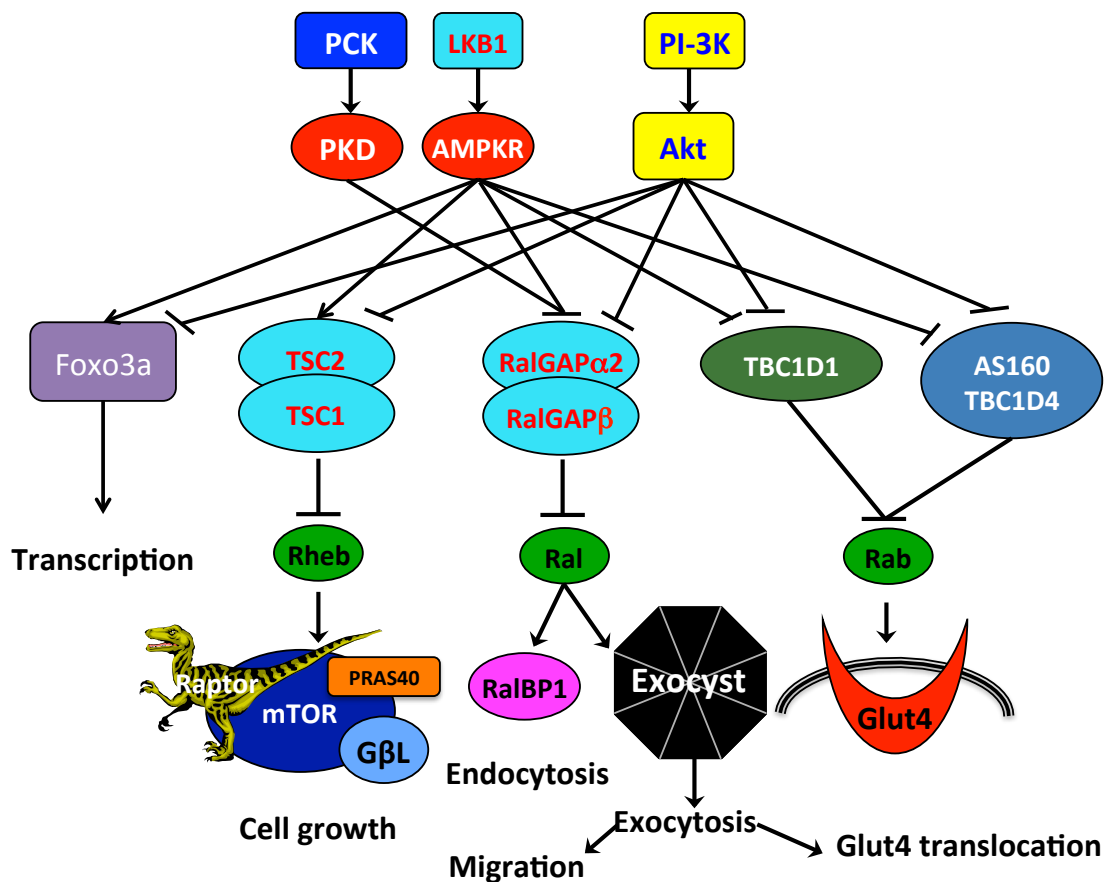 PCK
LKB1
PI-3K
PKD
AMPKR
Akt
Foxo3a
TSC2
TSC1
RalGAPα2
RalGAPβ
TBC1D1
AS160
TBC1D4
Transcription
Rheb
Ral
Rab
Raptor
mTOR
PRAS40
GβL
RalBP1
Exocyst
Glut4
Endocytosis
Cell growth
Exocytosis
Migration
Glut4 translocation